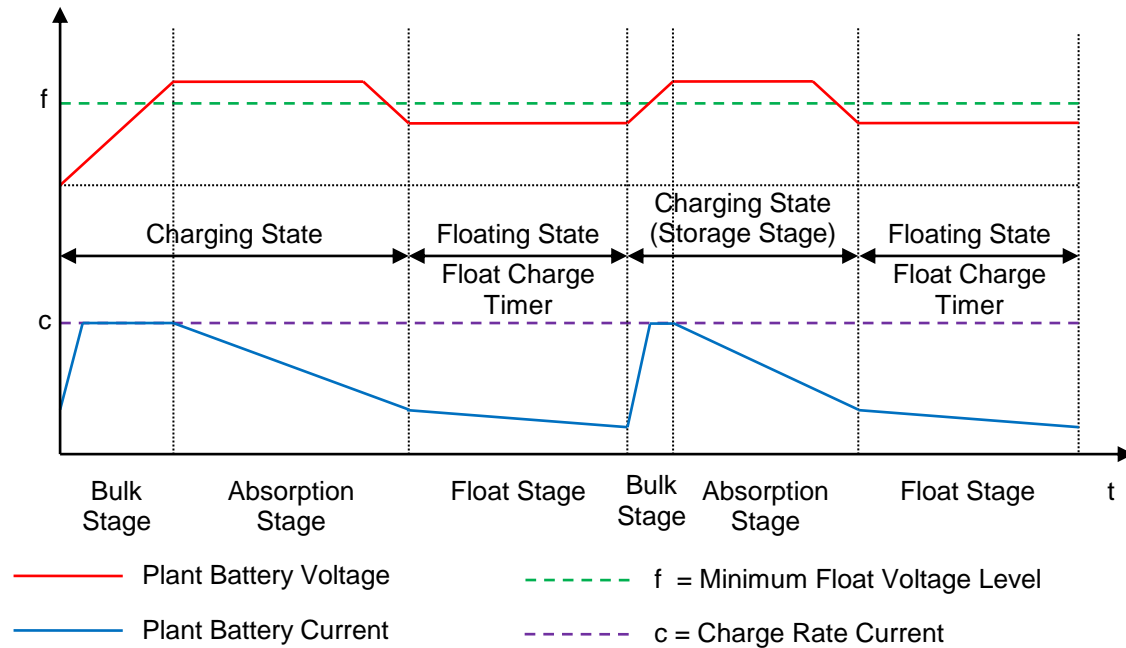 f
Charging State
Floating State
Charging State
(Storage Stage)
Floating State
Float Charge
Timer
Float Charge
Timer
c
Bulk
Stage
Absorption
Stage
Float Stage
Bulk
Stage
Absorption
Stage
Float Stage
t
Plant Battery Voltage
f = Minimum Float Voltage Level
Plant Battery Current
c = Charge Rate Current